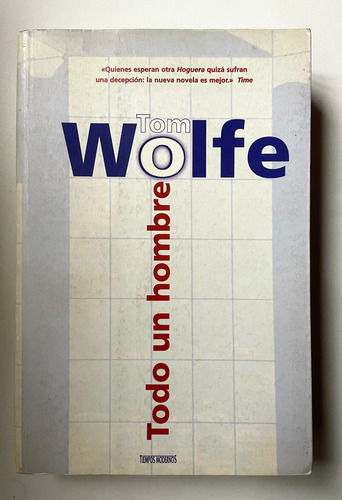 «Quienes esperan otra Hoguera quizá sufran
una decepción: la nueva novela es mejor.» Time
Tom
Wolfe
Todo un hombre
TIEMPOS MODERNOS